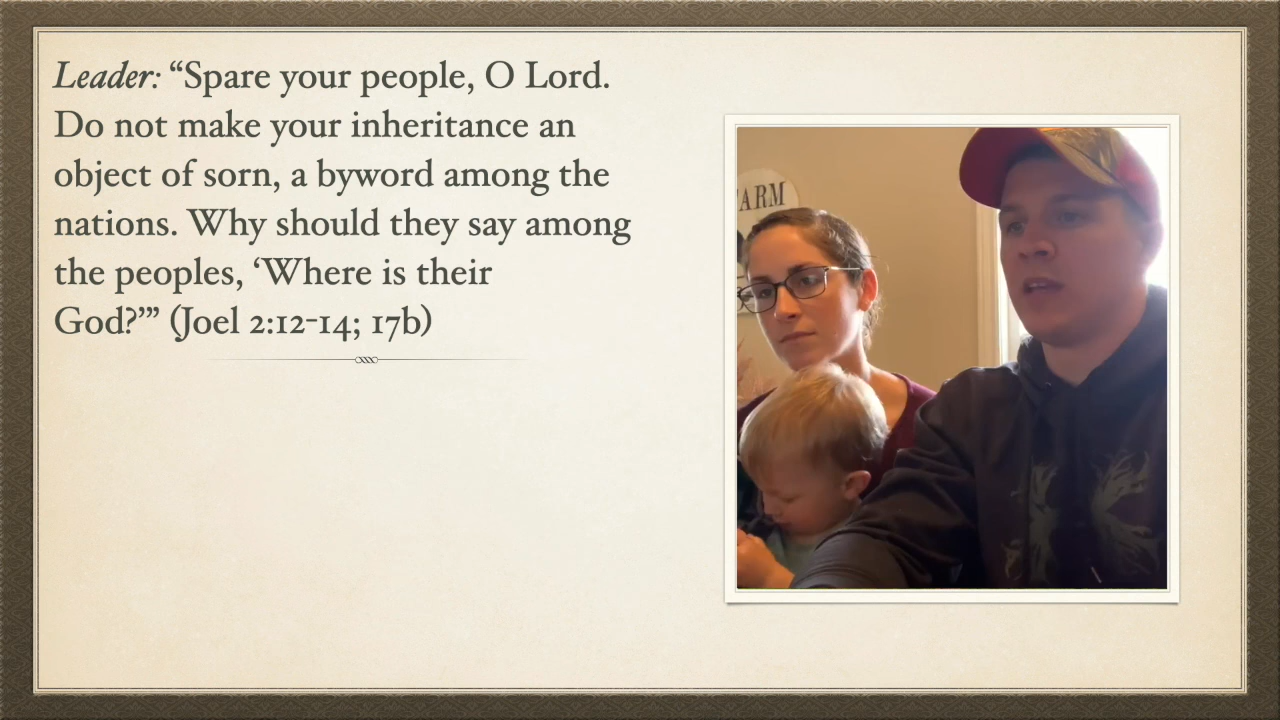 Leader: “Spare your people, O Lord.
Do not make your inheritance an
object of sorn, a byword among the
nations. Why should they say among
the peoples, ‘Where is their
God?’” (Joel 2:12-14; 17b)
ARM